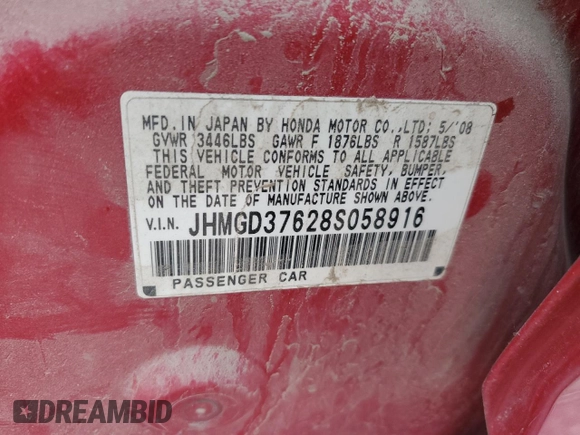 MFD. IN JAPAN BY HONDA MOTOR CO.,LTD: 5/'08
GVWR 3446LBS GAWR F 1876LBS R 1587LBS
THIS VEHICLE CONFORMS TO ALL APPLICABLE
FEDERAL MOTOR VEHICLE SAFETY, BUMPER,
AND THEFT PREVENTION STANDARDS IN EFFECT
ON THE DATE OF MANUFACTURE SHOWN ABOVE.
V.I.N. JHMGD37628S058916
PASSENGER CAR
DREAMBID